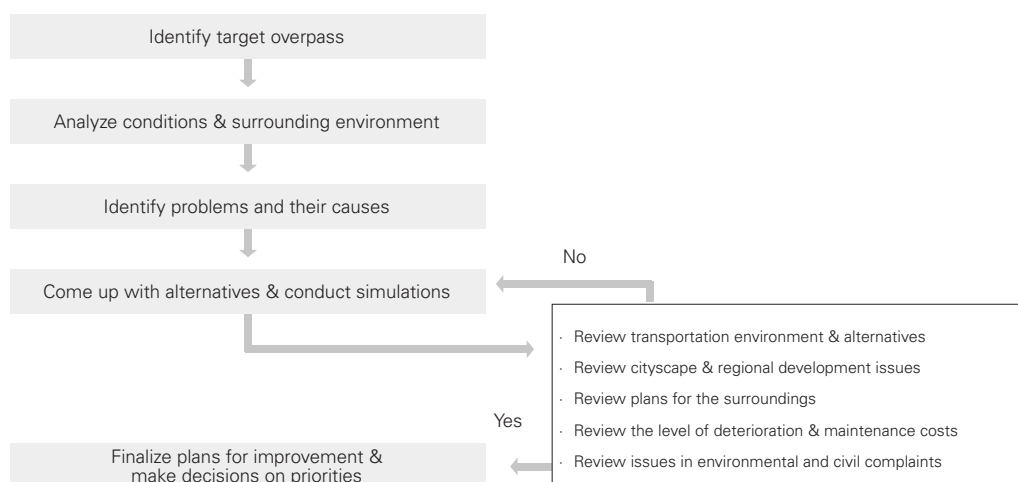 Identify target overpass
Analyze conditions & surrounding environment
Identify problems and their causes
No
Come up with alternatives & conduct simulations
· Review transportation environment & alternatives
· Review cityscape & regional development issues
· Review plans for the surroundings
· Review the level of deterioration & maintenance costs
· Review issues in environmental and civil complaints
Yes
Finalize plans for improvement &
make decisions on priorities